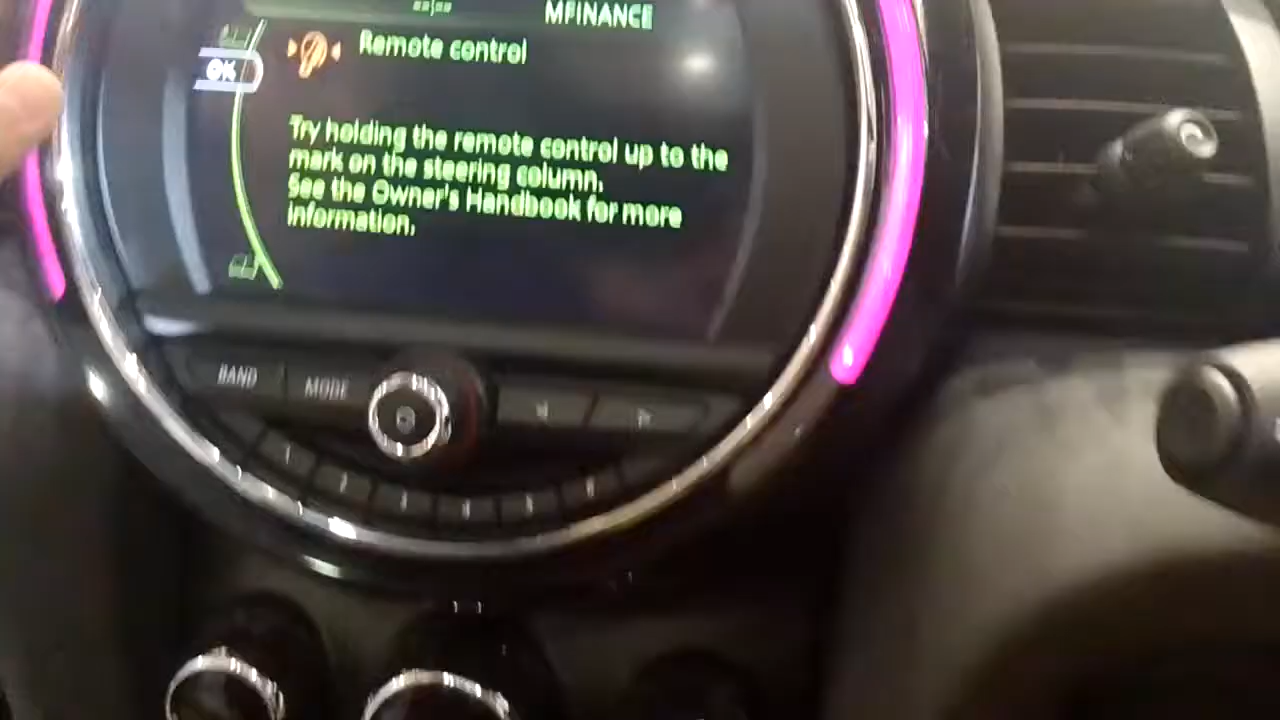 MFINANCE
Remote control
OK
Try holding the remote control up to the
mark on the steering column.
See the Owner's Handbook for more
information.
BAND
MODE